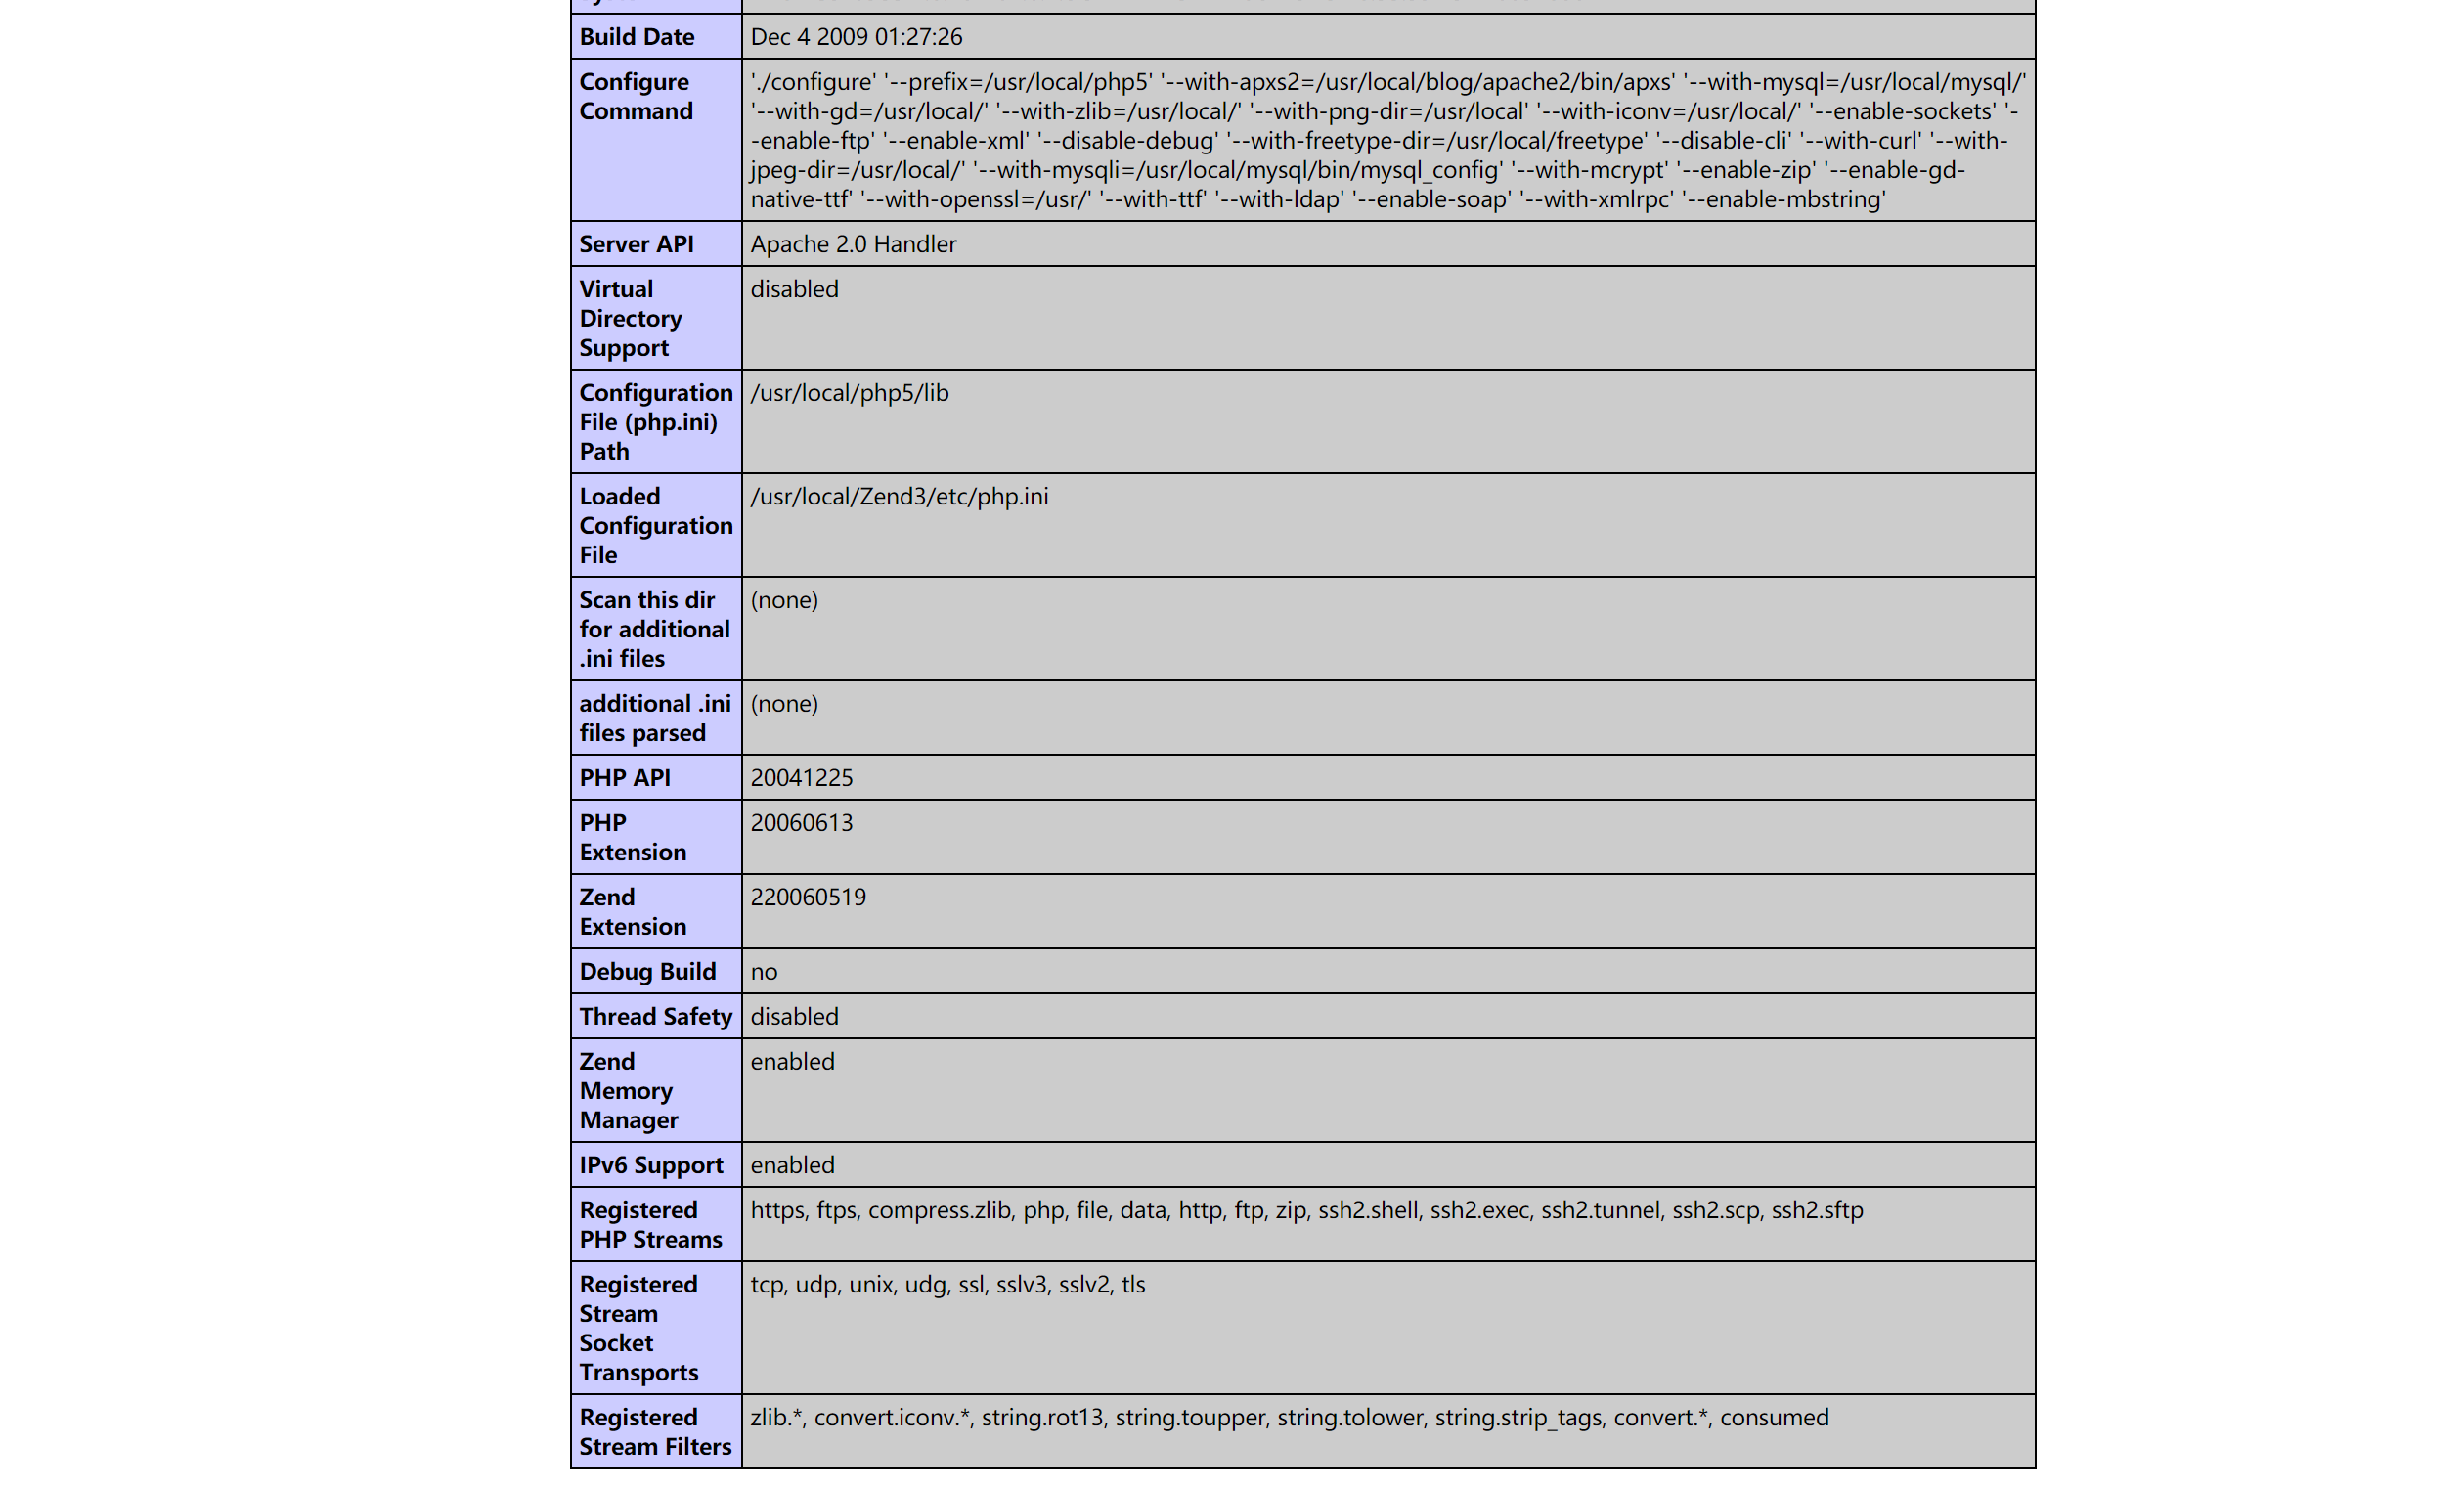 Build Date Dec 4 2009 01:27:26
Configure './configure' '--prefix=/usr/local/php5' '--with-apxs2=/usr/local/blog/apache2/bin/apxs' '--with-mysql=/usr/local/mysql/'
Command '--with-gd=/usr/local/' '--with-zlib=/usr/local/' '--with-png-dir=/usr/local' '--with-iconv=/usr/local/' '--enable-sockets' '-
-enable-ftp' '--enable-xml' '--disable-debug' '--with-freetype-dir=/usr/local/freetype' '--disable-cli' '--with-curl' '--with-
jpeg-dir=/usr/local/' '--with-mysqli=/usr/local/mysql/bin/mysql_config' '--with-mcrypt' '--enable-zip' '--enable-gd-
native-ttf' '--with-openssl=/usr/' '--with-ttf' '--with-ldap' '--enable-soap' '--with-xmlrpc' '--enable-mbstring'
Server API Apache 2.0 Handler
Virtual disabled
Directory
Support
Configuration /usr/local/php5/lib
File (php.ini)
Path
Loaded /usr/local/Zend3/etc/php.ini
Configuration
File
Scan this dir (none)
for additional
.ini files
additional .ini (none)
files parsed
PHP API 20041225
PHP 20060613
Extension
Zend 220060519
Extension
Debug Build no
Thread Safety disabled
Zend enabled
Memory
Manager
IPv6 Support enabled
Registered https, ftps, compress.zlib, php, file, data, http, ftp, zip, ssh2.shell, ssh2.exec, ssh2.tunnel, ssh2.scp, ssh2.sftp
PHP Streams
Registered tcp, udp, unix, udg, ssl, sslv3, sslv2, tls
Stream
Socket
Transports
Registered zlib.*, convert.iconv.*, string.rot13, string.toupper, string.tolower, string.strip_tags, convert.*, consumed
Stream Filters